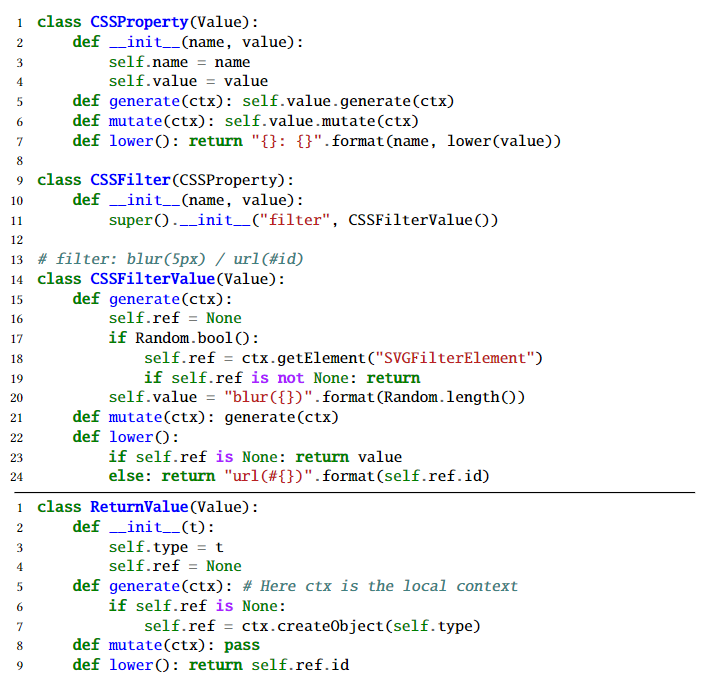 1 class CSSProperty(Value):
2     def __init__(name, value):
3         self.name = name
4         self.value = value
5     def generate(ctx): self.value.generate(ctx)
6     def mutate(ctx): self.value.mutate(ctx)
7     def lower(): return "{}: {}".format(name, lower(value))
8
9 class CSSFilter(CSSProperty):
10     def __init__(name, value):
11         super().__init__("filter", CSSFilterValue())
12
13 # filter: blur(5px) / url(#id)
14 class CSSFilterValue(Value):
15     def generate(ctx):
16         self.ref = None
17         if Random.bool():
18             self.ref = ctx.getElement("SVGFilterElement")
19             if self.ref is not None: return
20         self.value = "blur({})".format(Random.length())
21     def mutate(ctx): generate(ctx)
22     def lower():
23         if self.ref is None: return value
24         else: return "url(#{})".format(self.ref.id)
1 class ReturnValue(Value):
2     def __init__(t):
3         self.type = t
4         self.ref = None
5     def generate(ctx): # Here ctx is the local context
6         if self.ref is None:
7             self.ref = ctx.createObject(self.type)
8     def mutate(ctx): pass
9     def lower(): return self.ref.id